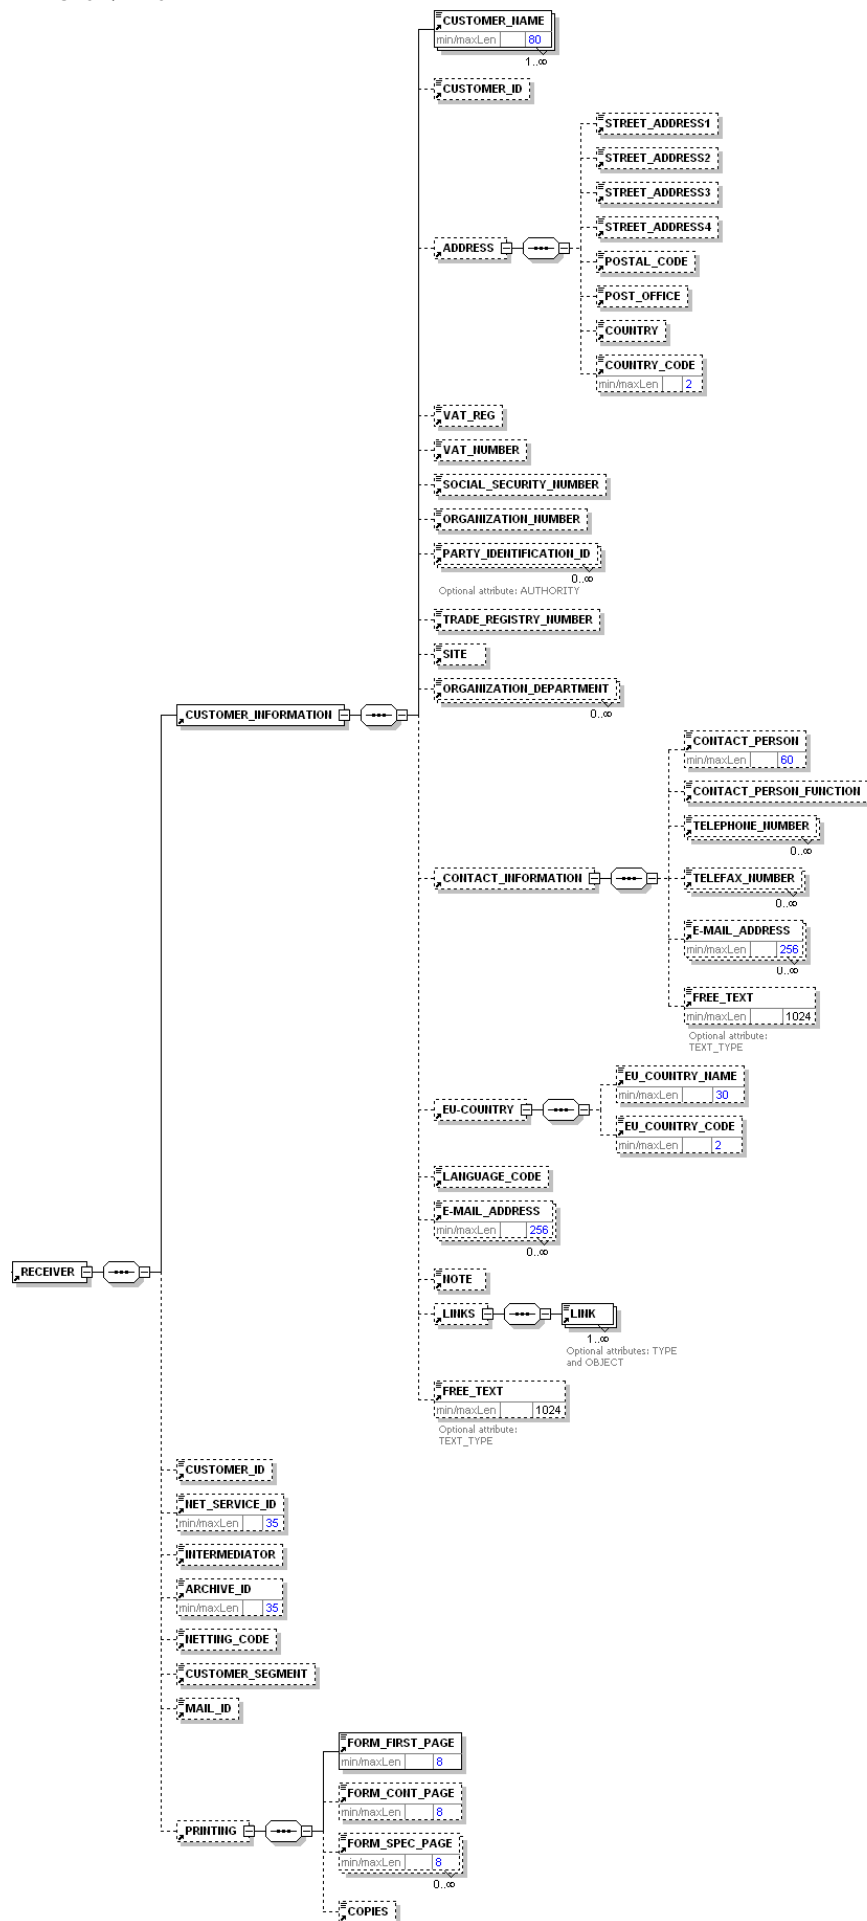 CUSTOMER_NAME
min/maxLen 80
1..∞
CUSTOMER_ID
STREET_ADDRESS1
STREET_ADDRESS2
STREET_ADDRESS3
STREET_ADDRESS4
ADDRESS
POSTAL_CODE
POST_OFFICE
COUNTRY
COUNTRY_CODE
min/maxLen 2
VAT_REG
VAT_NUMBER
SOCIAL_SECURITY_NUMBER
ORGANIZATION_NUMBER
PARTY_IDENTIFICATION_ID
0..∞
Optional attribute: AUTHORITY
TRADE_REGISTRY_NUMBER
SITE
ORGANIZATION_DEPARTMENT
0..∞
CUSTOMER_INFORMATION
CONTACT_PERSON
min/maxLen 60
CONTACT_PERSON_FUNCTION
TELEPHONE_NUMBER
0..∞
CONTACT_INFORMATION
TELEFAX_NUMBER
0..∞
E-MAIL_ADDRESS
min/maxLen 256
0..∞
FREE_TEXT
min/maxLen 1024
Optional attribute:
TEXT_TYPE
EU_COUNTRY_NAME
min/maxLen 30
EU-COUNTRY
EU_COUNTRY_CODE
min/maxLen 2
LANGUAGE_CODE
E-MAIL_ADDRESS
min/maxLen 256
0..∞
RECEIVER
NOTE
LINKS
LINK
1..∞
Optional attributes: TYPE
and OBJECT
FREE_TEXT
min/maxLen 1024
Optional attribute:
TEXT_TYPE
CUSTOMER_ID
NET_SERVICE_ID
min/maxLen 35
INTERMEDIATOR
ARCHIVE_ID
min/maxLen 35
NETTING_CODE
CUSTOMER_SEGMENT
MAIL_ID
FORM_FIRST_PAGE
min/maxLen 8
FORM_CONT_PAGE
min/maxLen 8
PRINTING
FORM_SPEC_PAGE
min/maxLen 8
0..∞
COPIES